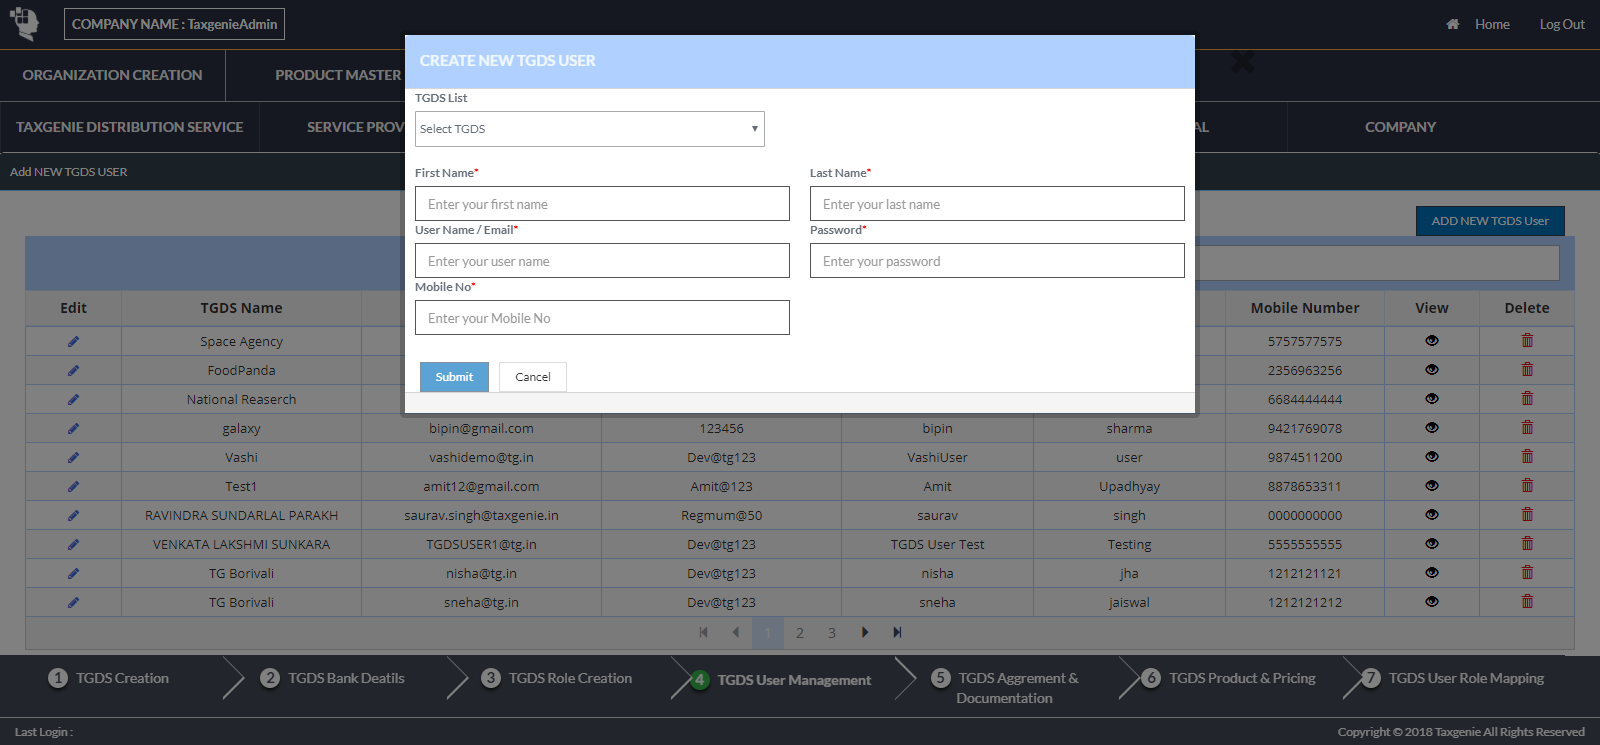 COMPANY NAME : TaxgenieAdmin
Home
Log Out
ORGANIZATION CREATION
PRODUCT MASTER
CREATE NEW TGDS USER
TAXGENIE DISTRIBUTION SERVICE
SERVICE PROV
AL
COMPANY
Add NEW TGDS USER
TGDS List
Select TGDS
First Name*
Last Name*
Enter your first name
Enter your last name
User Name / Email*
Password*
Enter your user name
Enter your password
Mobile No*
Enter your Mobile No
Submit
Cancel
ADD NEW TGDS User
Edit TGDS Name Mobile Number View Delete
Space Agency 5757577575
FoodPanda 2356963256
National Reaserch 6684444444
galaxy bipin@gmail.com 123456 bipin sharma 9421769078
Vashi vashidemo@tg.in Dev@tg123 VashiUser user 9874511200
Test1 amit12@gmail.com Amit@123 Amit Upadhyay 8878653311
RAVINDRA SUNDARLAL PARAKH saurav.singh@taxgenie.in Regmum@50 saurav singh 0000000000
VENKATA LAKSHMI SUNKARA TGDSUSER1@tg.in Dev@tg123 TGDS User Test Testing 5555555555
TG Borivali nisha@tg.in Dev@tg123 nisha jha 1212121121
TG Borivali sneha@tg.in Dev@tg123 sneha jaiswal 1212121212
1 2 3
1 TGDS Creation
2 TGDS Bank Deatils
3 TGDS Role Creation
4 TGDS User Management
5 TGDS Aggrement &
Documentation
6 TGDS Product & Pricing
7 TGDS User Role Mapping
Last Login :
Copyright © 2018 Taxgenie All Rights Reserved